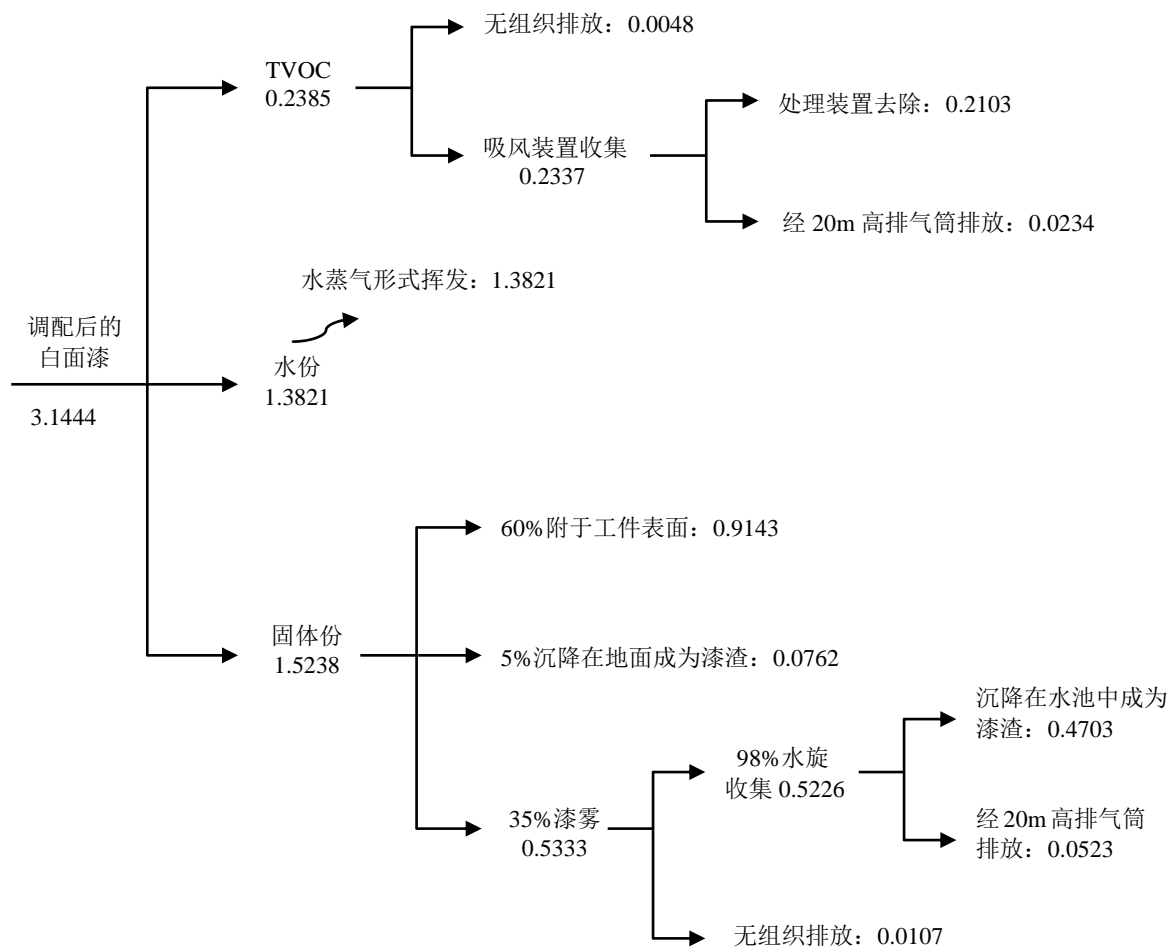 无组织排放：0.0048
TVOC
0.2385
处理装置去除：0.2103
吸风装置收集
0.2337
经 20m 高排气筒排放：0.0234
水蒸气形式挥发：1.3821
调配后的
白面漆
3.1444
水份
1.3821
60%附于工件表面：0.9143
固体份
1.5238
5%沉降在地面成为漆渣：0.0762
沉降在水池中成为
漆渣：0.4703
98%水旋
收集 0.5226
35%漆雾
0.5333
经 20m 高排气筒
排放：0.0523
无组织排放：0.0107